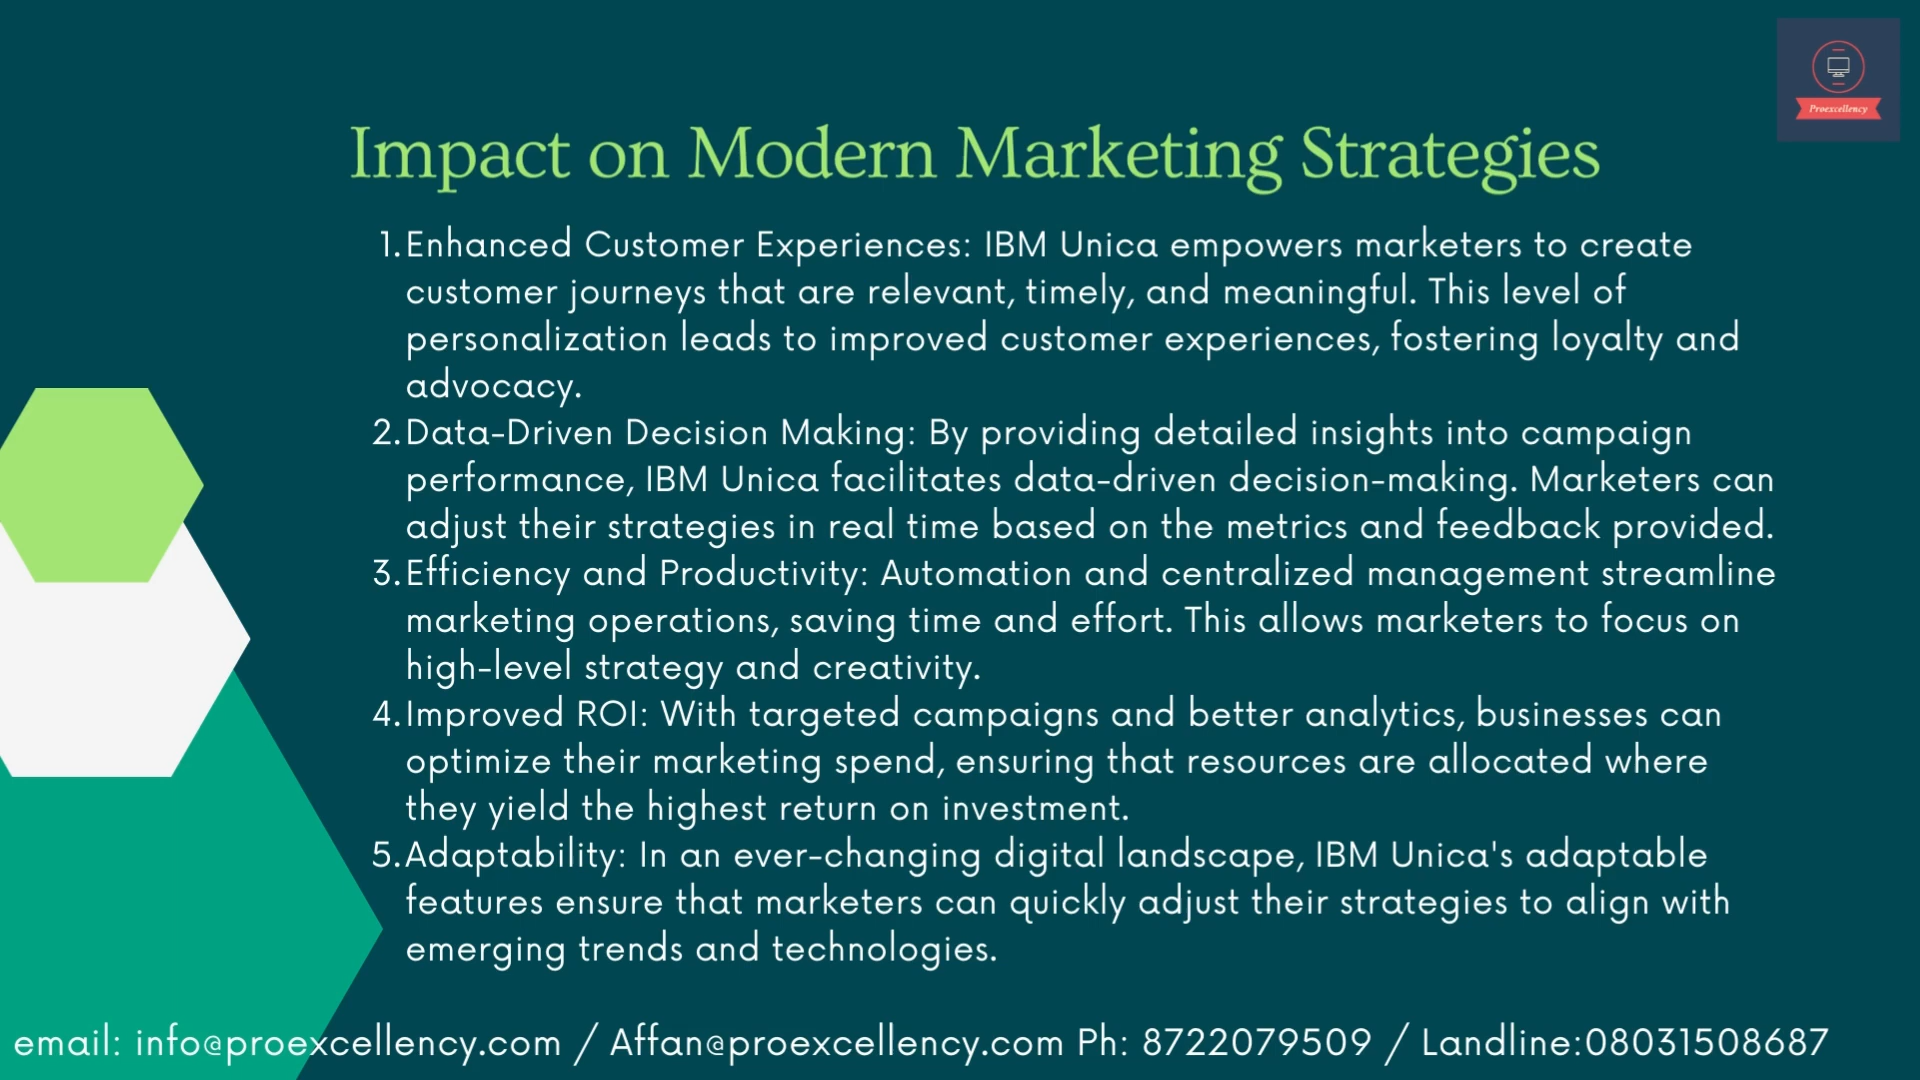 Proexcellency
Impact on Modern Marketing Strategies
1. Enhanced Customer Experiences: IBM Unica empowers marketers to create
customer journeys that are relevant, timely, and meaningful. This level of
personalization leads to improved customer experiences, fostering loyalty and
advocacy.
2. Data-Driven Decision Making: By providing detailed insights into campaign
performance, IBM Unica facilitates data-driven decision-making. Marketers can
adjust their strategies in real time based on the metrics and feedback provided.
3. Efficiency and Productivity: Automation and centralized management streamline
marketing operations, saving time and effort. This allows marketers to focus on
high-level strategy and creativity.
4. Improved ROI: With targeted campaigns and better analytics, businesses can
optimize their marketing spend, ensuring that resources are allocated where
they yield the highest return on investment.
5. Adaptability: In an ever-changing digital landscape, IBM Unica's adaptable
features ensure that marketers can quickly adjust their strategies to align with
emerging trends and technologies.
email: info@proexcellency.com / Affan@proexcellency.com Ph: 8722079509 / Landline:08031508687